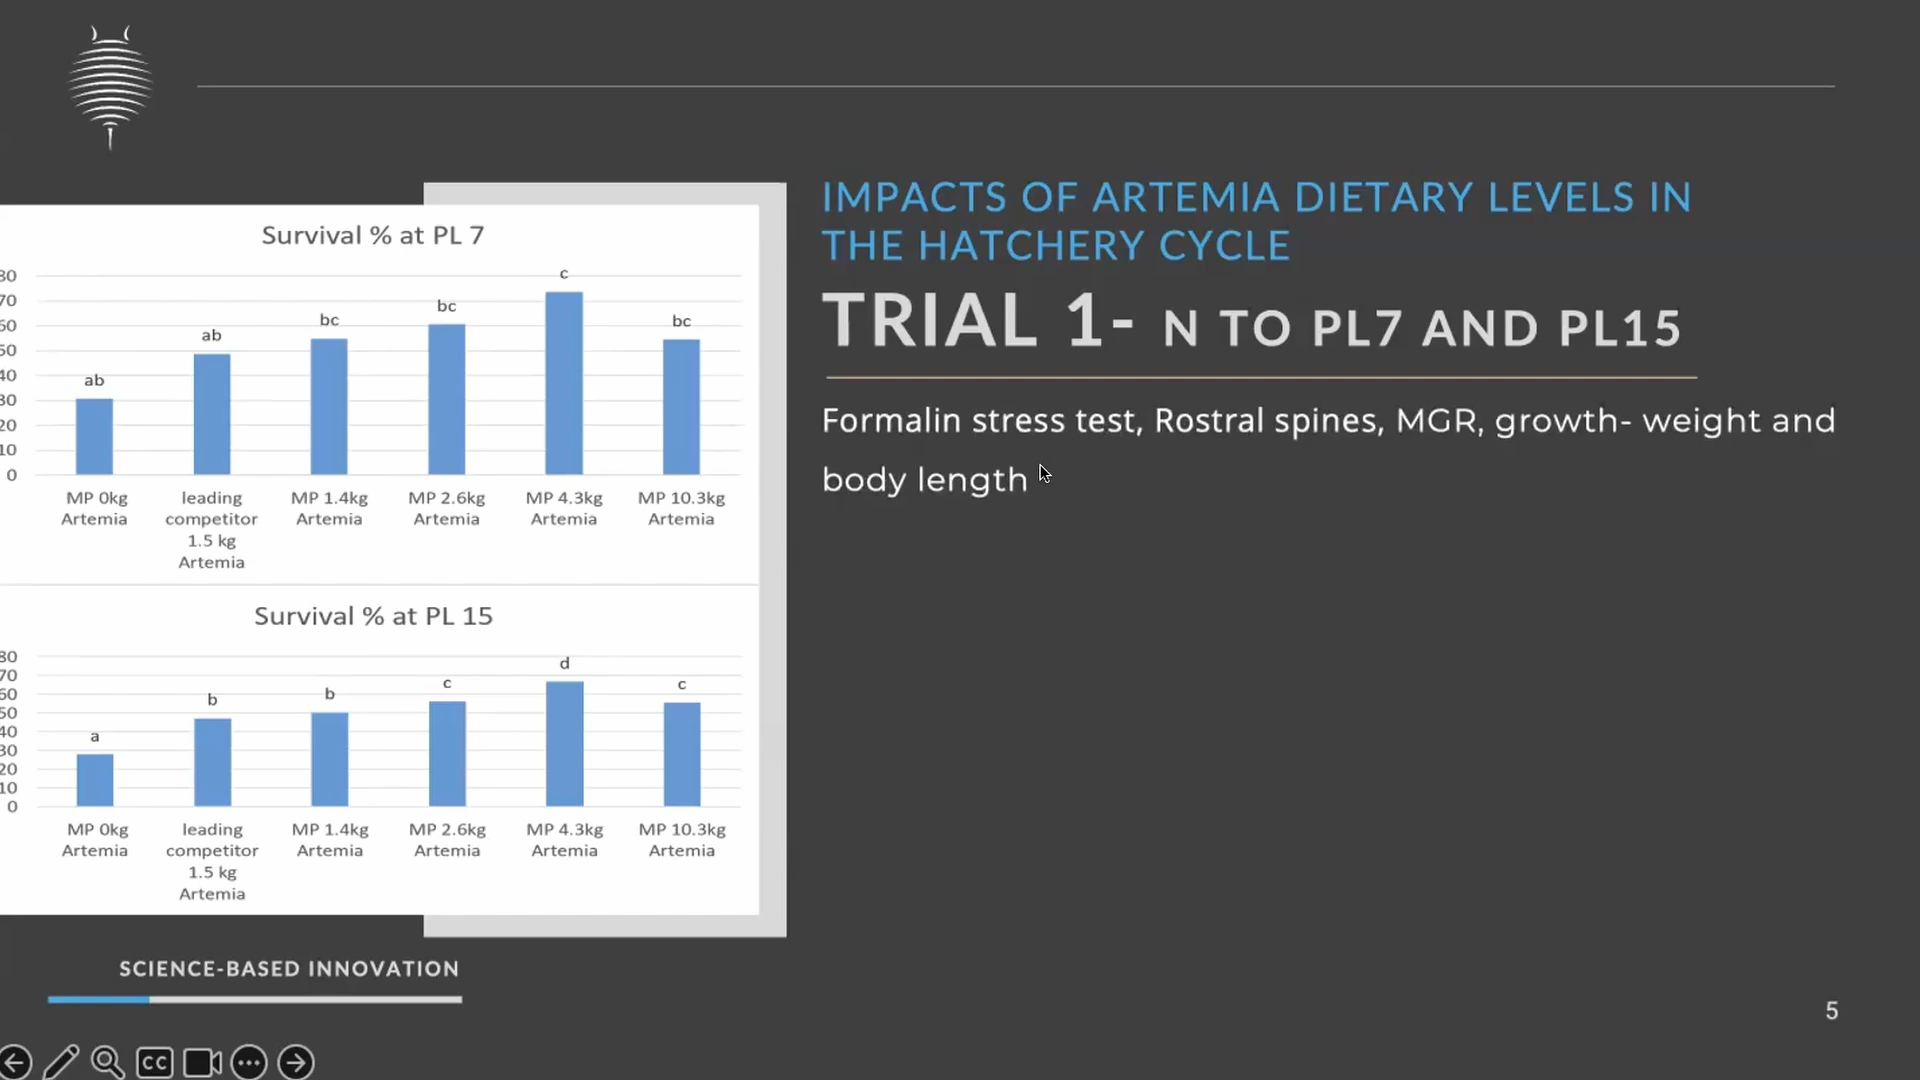 IMPACTS OF ARTEMIA DIETARY LEVELS IN
THE HATCHERY CYCLE
TRIAL 1- N TO PL7 AND PL15
Formalin stress test, Rostral spines, MGR, growth- weight and
body length
Survival % at PL 7
80
70
60
50
40
30
20
10
0
ab
ab
bc
bc
c
bc
MP 0kg
Artemia
leading
competitor
1.5 kg
Artemia
MP 1.4kg
Artemia
MP 2.6kg
Artemia
MP 4.3kg
Artemia
MP 10.3kg
Artemia
Survival % at PL 15
80
70
60
50
40
30
20
10
0
a
b
b
c
d
c
MP 0kg
Artemia
leading
competitor
1.5 kg
Artemia
MP 1.4kg
Artemia
MP 2.6kg
Artemia
MP 4.3kg
Artemia
MP 10.3kg
Artemia
SCIENCE-BASED INNOVATION
5
CC